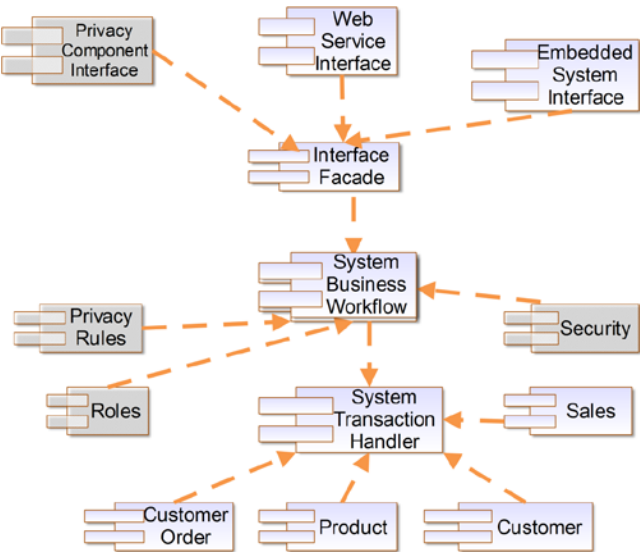 Privacy
Component
Interface
Web
Service
Interface
Embedded
System
Interface
Interface
Facade
System
Business
Workflow
Privacy
Rules
Security
Roles
System
Transaction
Handler
Sales
Customer
Order
Product
Customer